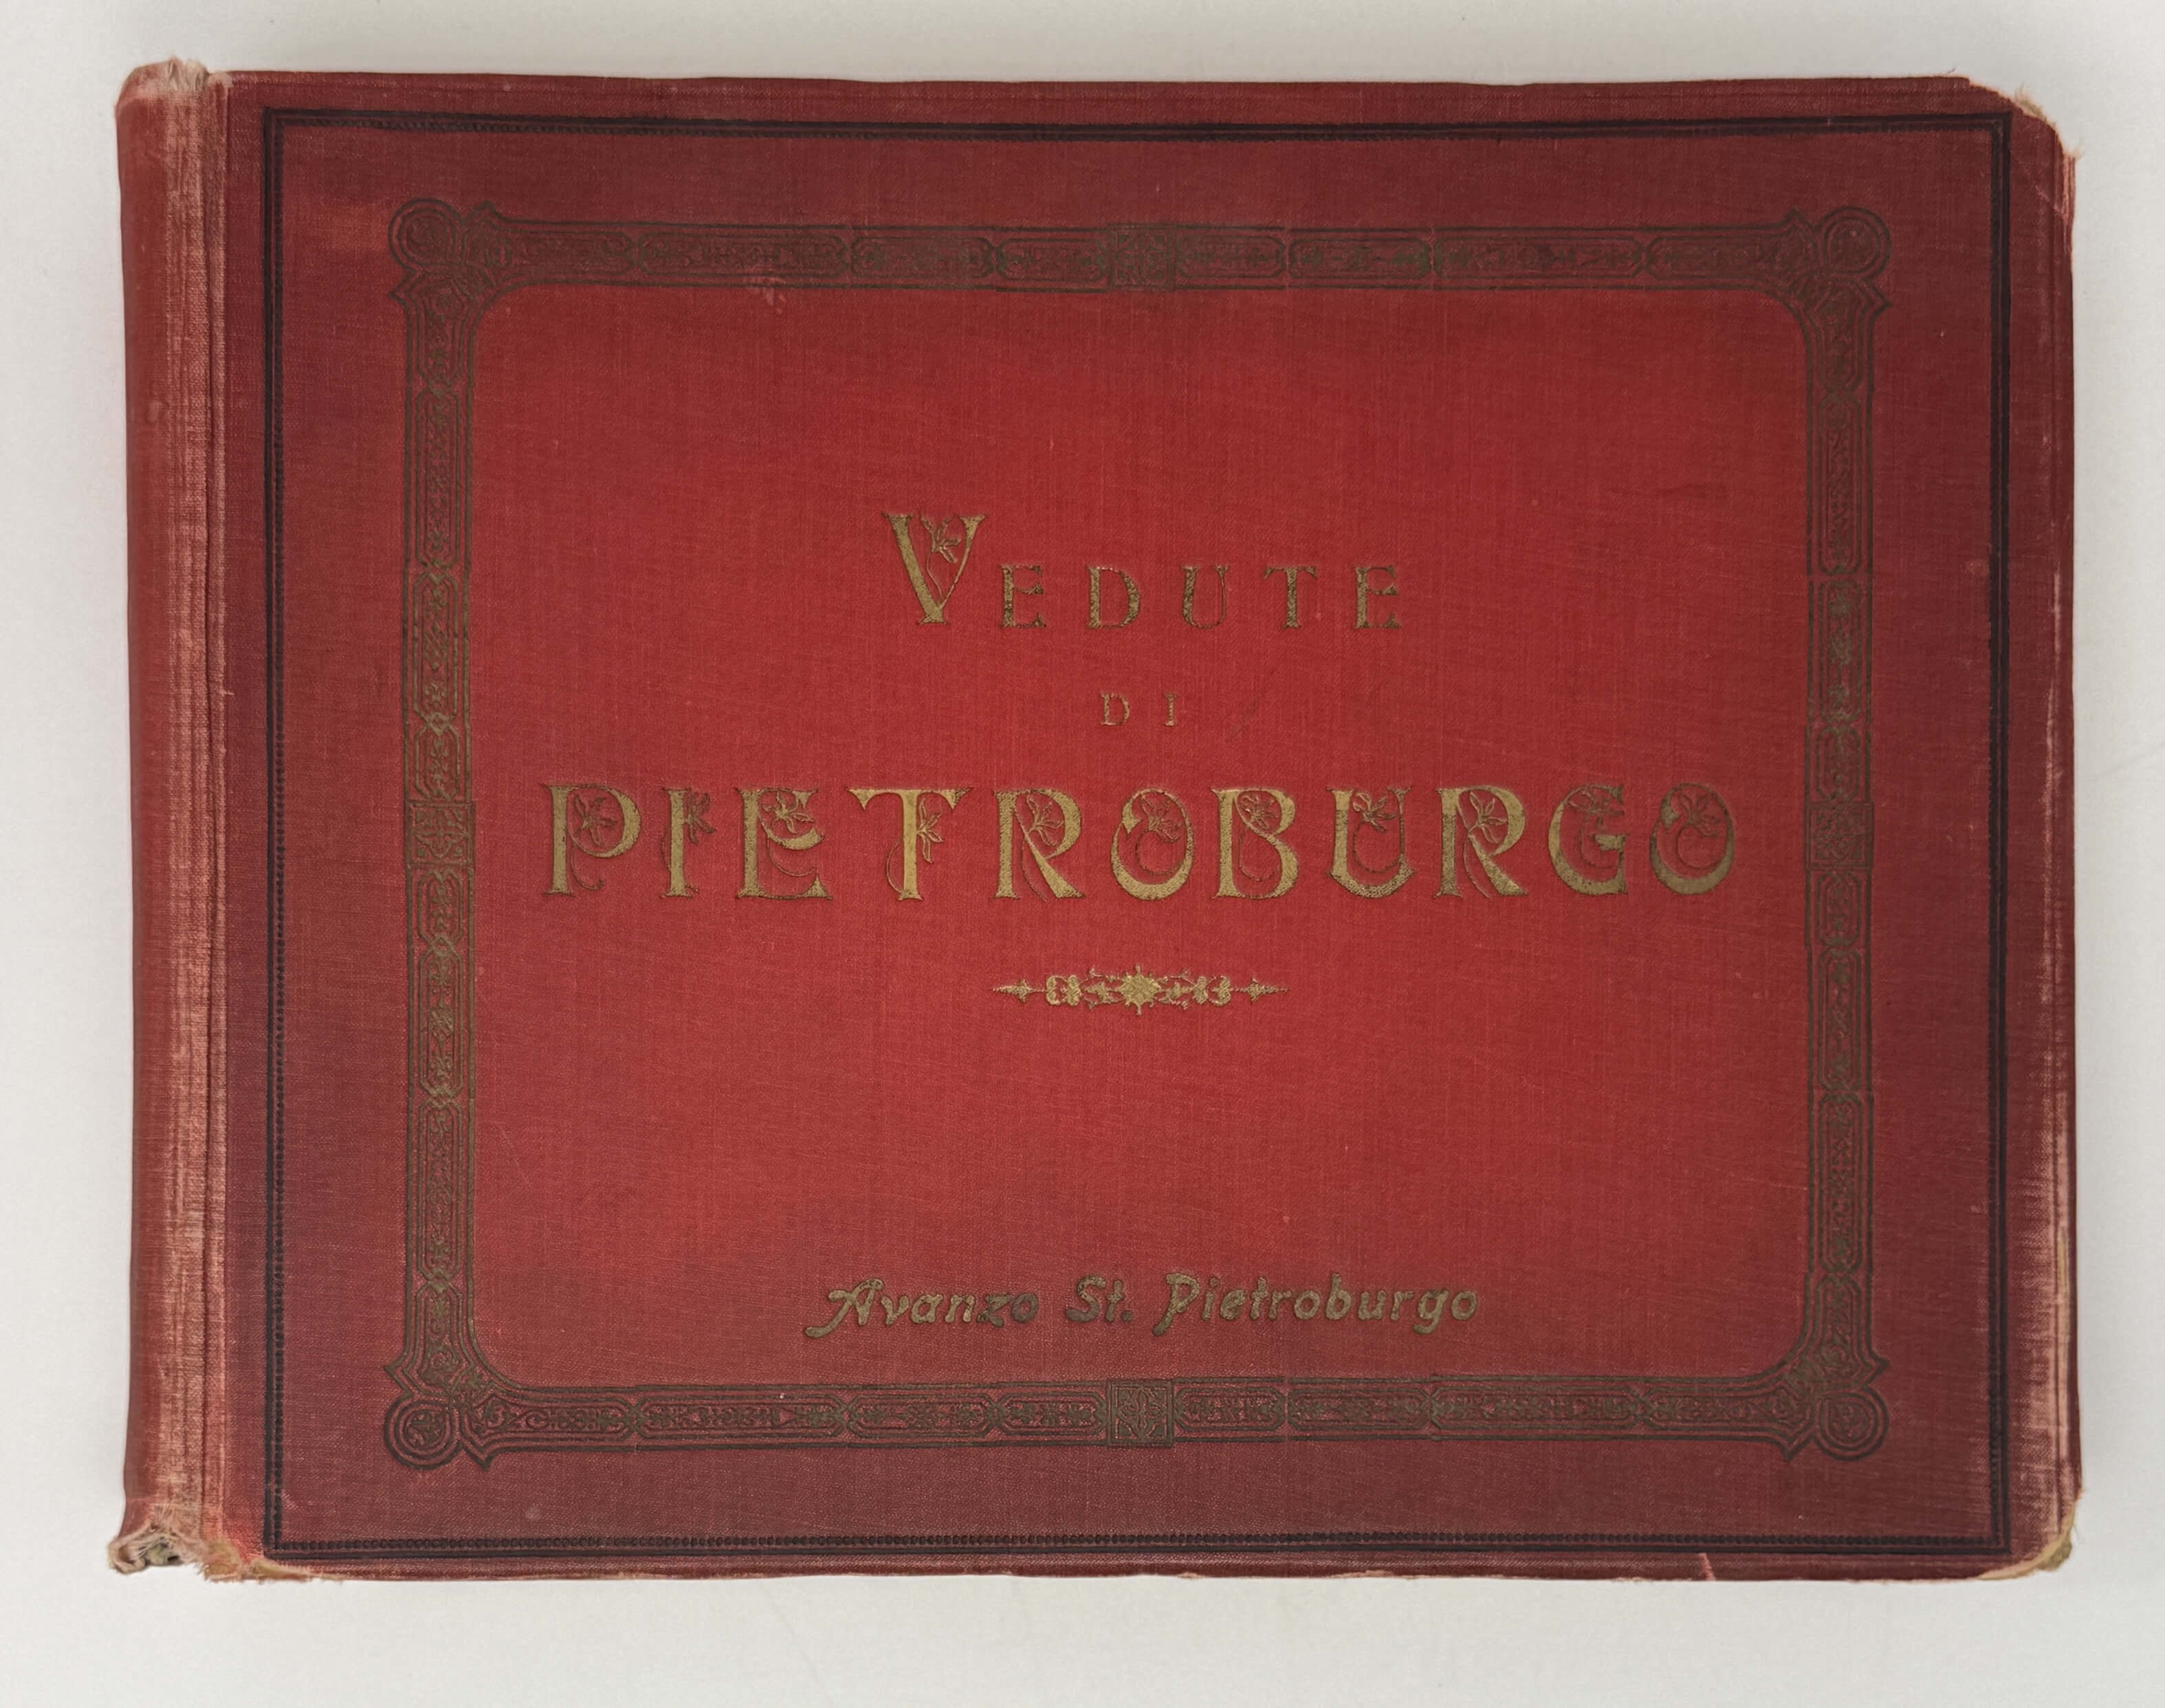 VEDUTE
DI
PIETROBURGO
Avanzo St. Pietroburgo